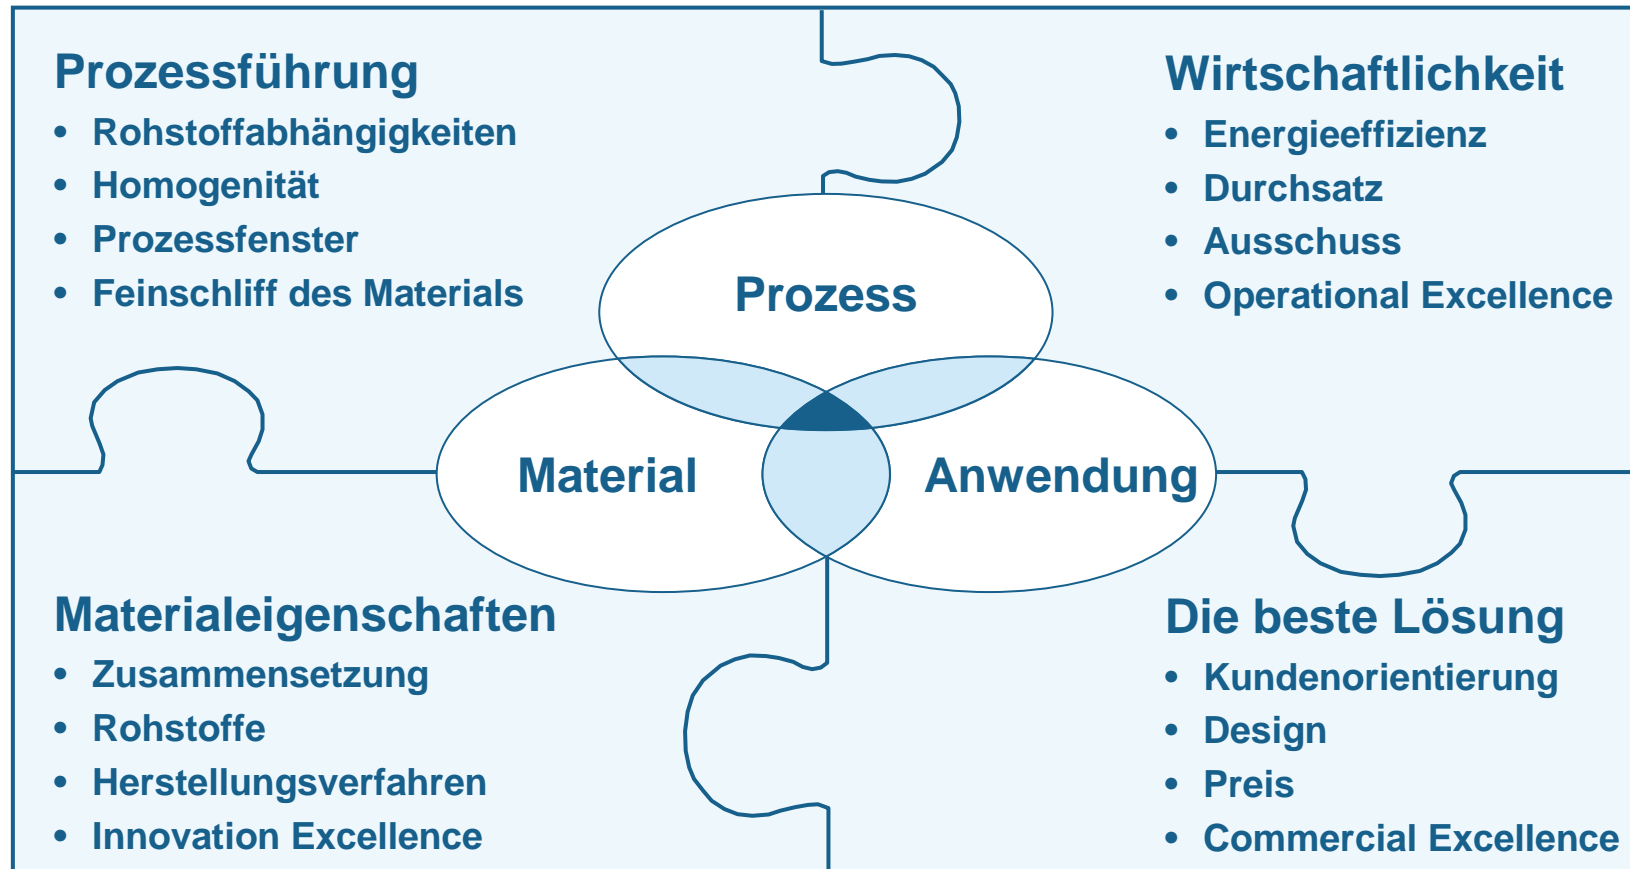 Prozessführung
• Rohstoffabhängigkeiten
• Homogenität
• Prozessfenster
• Feinschliff des Materials
Wirtschaftlichkeit
• Energieeffizienz
• Durchsatz
• Ausschuss
• Operational Excellence
Prozess
Material
Anwendung
Materialeigenschaften
• Zusammensetzung
• Rohstoffe
• Herstellungsverfahren
• Innovation Excellence
Die beste Lösung
• Kundenorientierung
• Design
• Preis
• Commercial Excellence